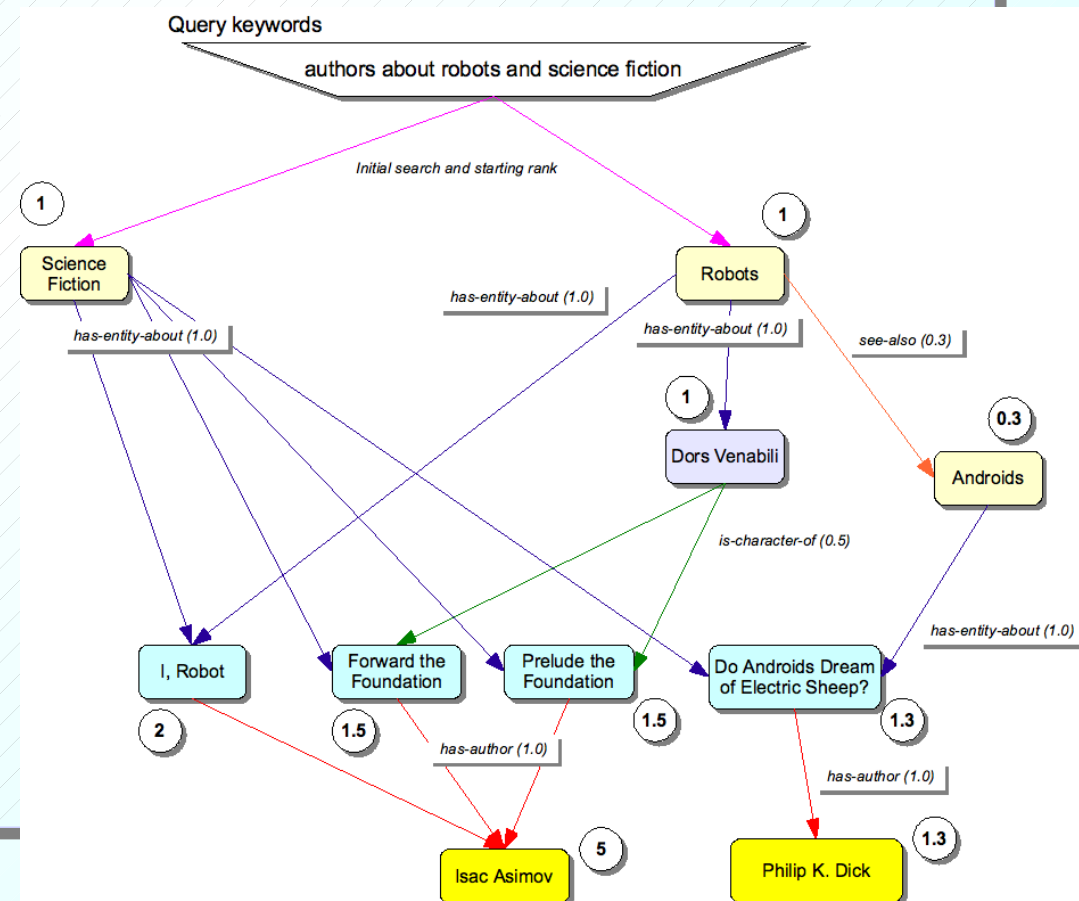 Query keywords
authors about robots and science fiction
Initial search and starting rank
1
1
Science
Fiction
Robots
has-entity-about (1.0)
has-entity-about (1.0)
has-entity-about (1.0)
see-also (0.3)
1
0.3
Dors Venabili
Androids
is-character-of (0.5)
has-entity-about (1.0)
I, Robot
Forward the
Foundation
Prelude the
Foundation
Do Androids Dream
of Electric Sheep?
2
1.5
1.5
1.3
has-author (1.0)
has-author (1.0)
5
1.3
Isac Asimov
Philip K. Dick